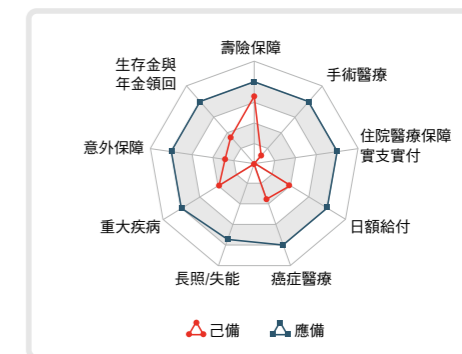 壽險保障
生存金與
年金領回
手術醫療
住院醫療保障
實支實付
意外保障
重大疾病
日額給付
長照/失能
癌症醫療
己備
應備